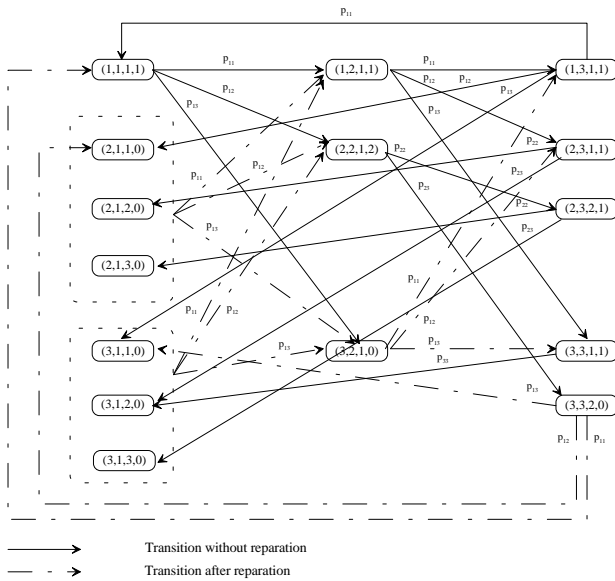 p11
(1,1,1,1) p11 (1,2,1,1) p11 (1,3,1,1)
p12 p12 p12
p13 p13 p13
(2,1,1,0) (2,2,1,2) p22 p22 (2,3,1,1)
p11 p12 p23 p23
(2,1,2,0) p22 (2,3,2,1)
p13 p23
(2,1,3,0)
p11 p12 p11
p12
(3,1,1,0) p13 (3,2,1,0) p13 (3,3,1,1)
p33
p13
(3,1,2,0) (3,3,2,0)
p12 p11
(3,1,3,0)
Transition without reparation
Transition after reparation